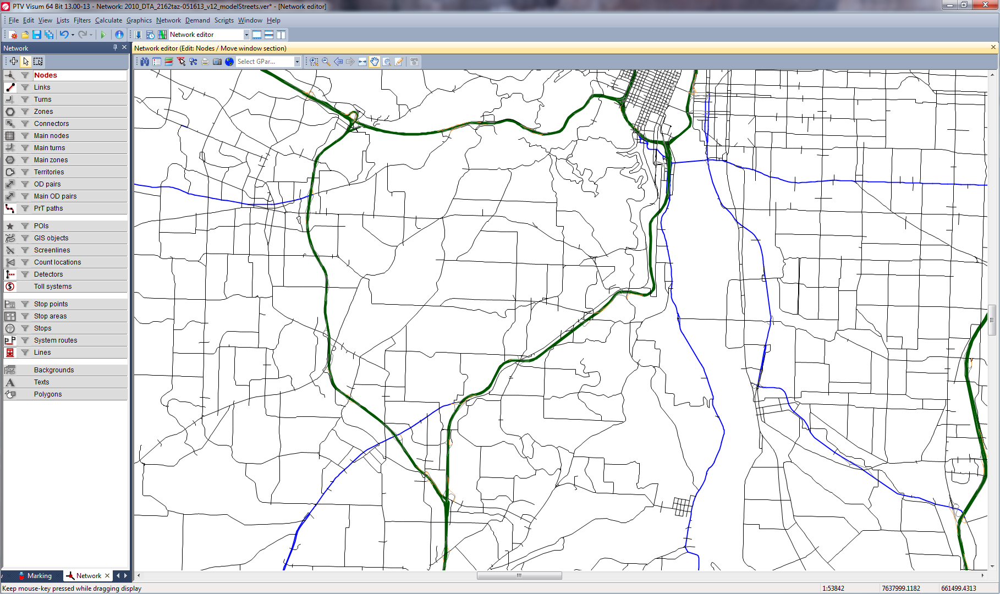 PTV Visum 64 Bit 13.00-13 - Network: 2010_DTA_2162taz-051613_v12_modelStreets.ver* - [Network editor]
File Edit View Lists Filters Calculate Graphics Network Demand Scripts Window Help
Network editor
Network
Network editor (Edit: Nodes / Move window section)
Select GPar...
GPS
Nodes
Links
Turns
Zones
Connectors
Main nodes
Main turns
Main zones
Territories
OD pairs
Main OD pairs
PrT paths
POIs
GIS objects
Screenlines
Count locations
Detectors
Toll systems
Stop points
Stop areas
Stops
System routes
Lines
Backgrounds
Texts
Polygons
Marking Network
Keep mouse-key pressed while dragging display
1:53842 7637999.1182 661499.4313